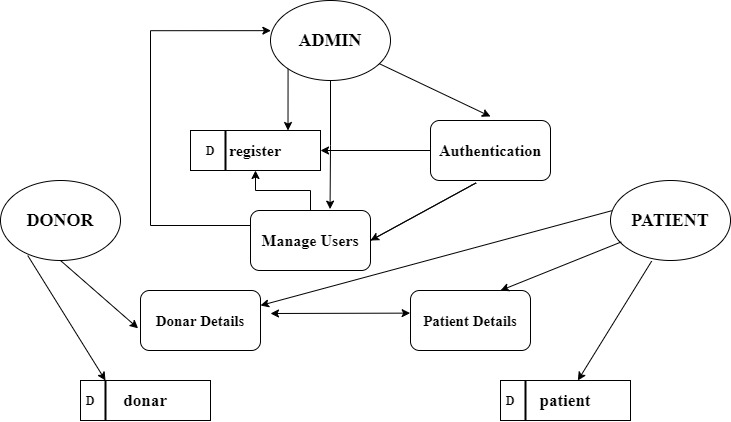 ADMIN
D register
Authentication
DONOR
PATIENT
Manage Users
Donar Details
Patient Details
D donar
D patient